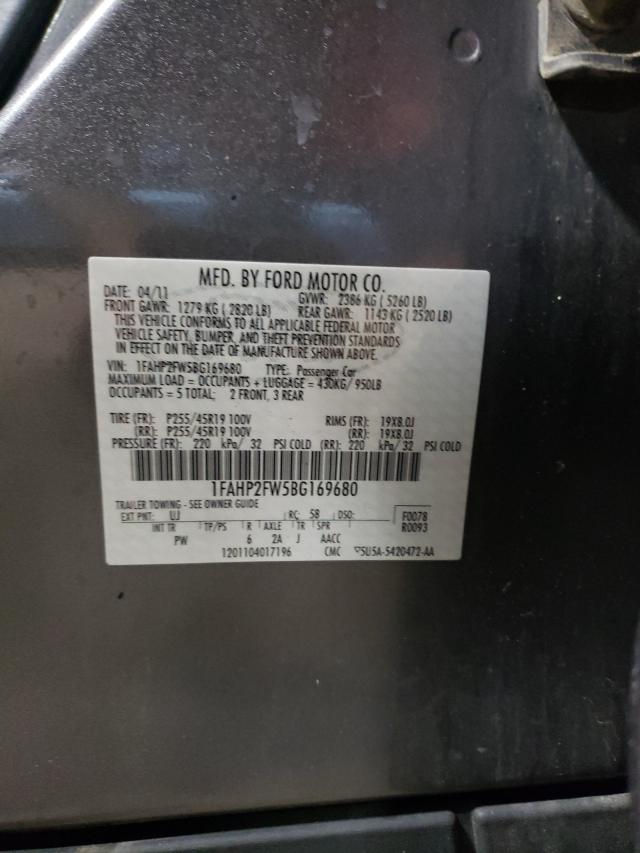 MFD. BY FORD MOTOR CO.
DATE: 04/11 GVWR: 2386 KG ( 5260 LB)
FRONT GAWR: 1279 KG ( 2820 LB) REAR GAWR: 1143 KG ( 2520 LB)
THIS VEHICLE CONFORMS TO ALL APPLICABLE FEDERAL MOTOR
VEHICLE SAFETY, BUMPER, AND THEFT PREVENTION STANDARDS
IN EFFECT ON THE DATE OF MANUFACTURE SHOWN ABOVE.
VIN: 1FAHP2FW5BG169680 TYPE: Passenger Car
MAXIMUM LOAD = OCCUPANTS + LUGGAGE = 430KG/ 950LB
OCCUPANTS = 5 TOTAL; 2 FRONT, 3 REAR
TIRE (FR): P255/45R19 100V RIMS (FR): 19X8.0J
(RR): P255/45R19 100V (RR): 19X8.0J
PRESSURE (FR): 220 kPa/ 32 PSI COLD (RR): 220 kPa/ 32 PSI COLD
1FAHP2FW5BG169680
TRAILER TOWING - SEE OWNER GUIDE
EXT PNT: UJ RC: 58 DSO: F0078
INT TR TP/PS R AXLE TR SPR R0093
PW 6 2A J AACC
1201104017196 CMC 5U5A-5420472-AA